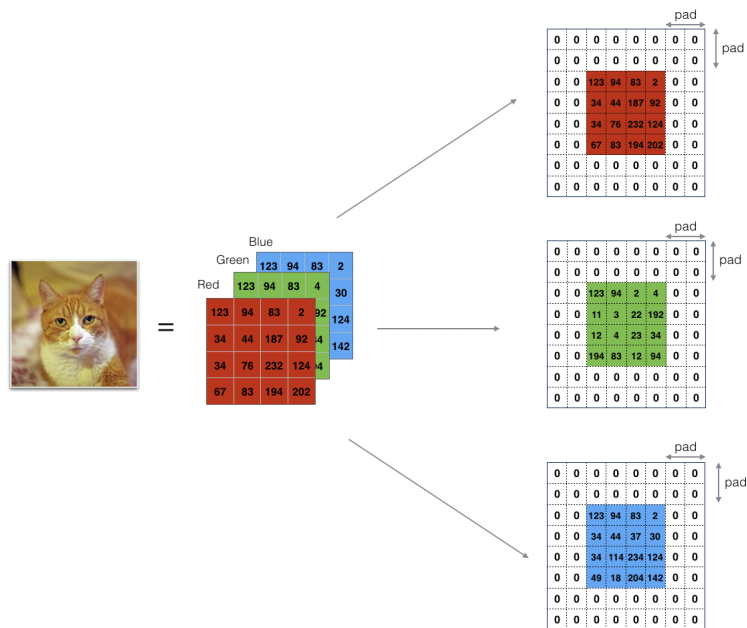 Blue
123 94 83 2
30
124
142
Green
123 94 83 4
92
4
94
Red
123 94 83 2
34 44 187 92
34 76 232 124
67 83 194 202
=
pad
pad
0 0 0 0 0 0 0 0
0 0 0 0 0 0 0 0
0 0 123 94 83 2 0 0
0 0 34 44 187 92 0 0
0 0 34 76 232 124 0 0
0 0 67 83 194 202 0 0
0 0 0 0 0 0 0 0
0 0 0 0 0 0 0 0
pad
pad
0 0 0 0 0 0 0 0
0 0 0 0 0 0 0 0
0 0 123 94 2 4 0 0
0 0 11 3 22 192 0 0
0 0 12 4 23 34 0 0
0 0 194 83 12 94 0 0
0 0 0 0 0 0 0 0
0 0 0 0 0 0 0 0
pad
pad
0 0 0 0 0 0 0 0
0 0 0 0 0 0 0 0
0 0 123 94 83 2 0 0
0 0 34 44 37 30 0 0
0 0 34 114 234 124 0 0
0 0 49 18 204 142 0 0
0 0 0 0 0 0 0 0
0 0 0 0 0 0 0 0